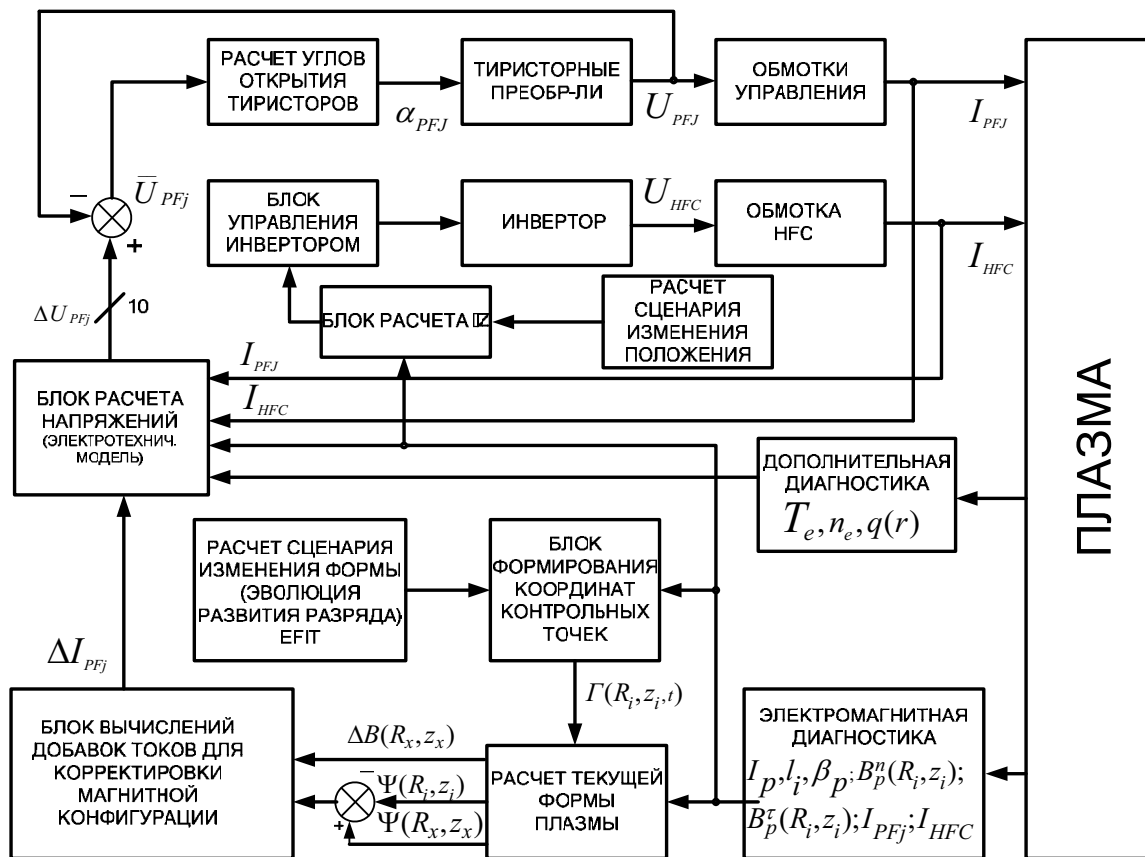 РАСЧЕТ УГЛОВ
ОТКРЫТИЯ
ТИРИСТОРОВ
α_PFJ
ТИРИСТОРНЫЕ
ПРЕОБР-ЛИ
U_PFJ
ОБМОТКИ
УПРАВЛЕНИЯ
I_PFJ
ПЛАЗМА
−
Ū_PFj
+
БЛОК
УПРАВЛЕНИЯ
ИНВЕРТОРОМ
ИНВЕРТОР
U_HFC
ОБМОТКА
HFC
I_HFC
ΔU_PFj
10
БЛОК РАСЧЕТА
РАСЧЕТ
СЦЕНАРИЯ
ИЗМЕНЕНИЯ
ПОЛОЖЕНИЯ
I_PFJ
I_HFC
БЛОК РАСЧЕТА
НАПРЯЖЕНИЙ
(ЭЛЕКТРОТЕХНИЧ.
МОДЕЛЬ)
ДОПОЛНИТЕЛЬНАЯ
ДИАГНОСТИКА
T_e, n_e, q(r)
РАСЧЕТ СЦЕНАРИЯ
ИЗМЕНЕНИЯ ФОРМЫ
(ЭВОЛЮЦИЯ
РАЗВИТИЯ РАЗРЯДА)
EFIT
БЛОК
ФОРМИРОВАНИЯ
КООРДИНАТ
КОНТРОЛЬНЫХ
ТОЧЕК
ΔI_PFj
Γ(R_i, z_i, t)
БЛОК ВЫЧИСЛЕНИЙ
ДОБАВОК ТОКОВ ДЛЯ
КОРРЕКТИРОВКИ
МАГНИТНОЙ
КОНФИГУРАЦИИ
ΔB(R_x, z_x)
−
Ψ(R_i, z_i)
+
Ψ(R_x, z_x)
РАСЧЕТ ТЕКУЩЕЙ
ФОРМЫ
ПЛАЗМЫ
ЭЛЕКТРОМАГНИТНАЯ
ДИАГНОСТИКА
I_p, l_i, β_p; B_p^n(R_i, z_i);
B_p^τ(R_i, z_i); I_PFj; I_HFC